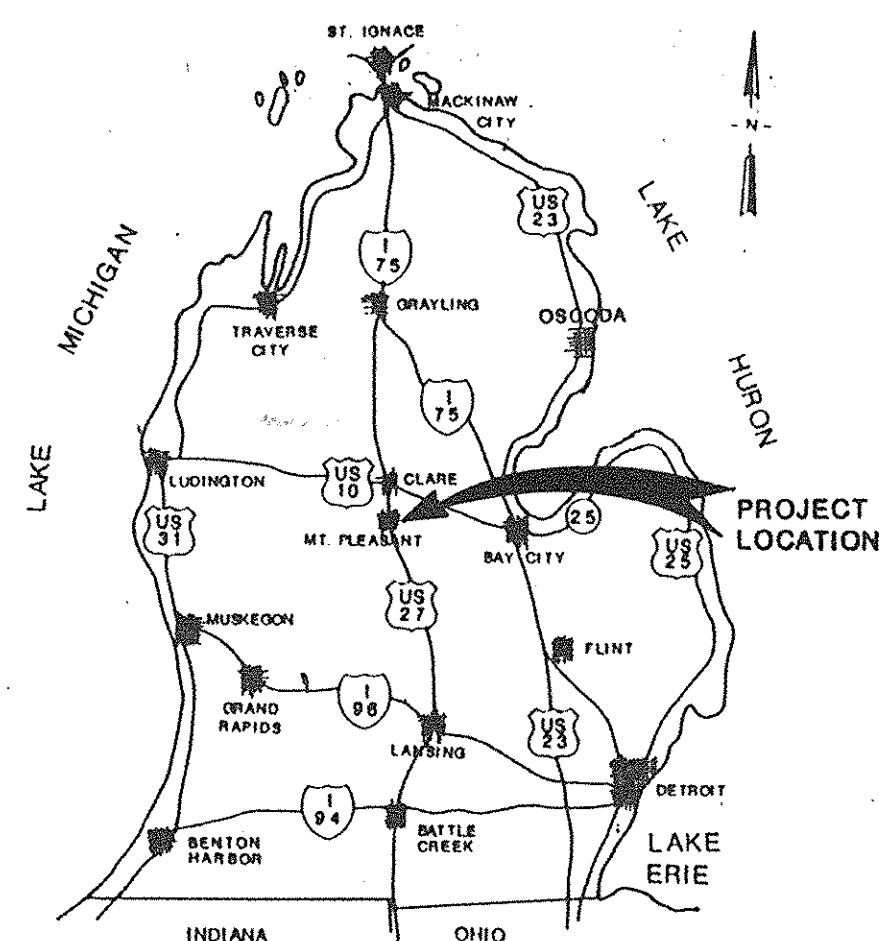 ST. IGNACE
MACKINAW
CITY
- N -
LAKE
HURON
US
23
I
75
GRAYLING
OSCODA
TRAVERSE
CITY
LAKE
MICHIGAN
I
75
LUDINGTON
US
10
CLARE
US
31
MT. PLEASANT
BAY CITY
25
US
25
PROJECT
LOCATION
US
27
MUSKEGON
FLINT
GRAND
RAPIDS
I
96
LANSING
US
23
DETROIT
I
94
BENTON
HARBOR
BATTLE
CREEK
LAKE
ERIE
INDIANA
OHIO